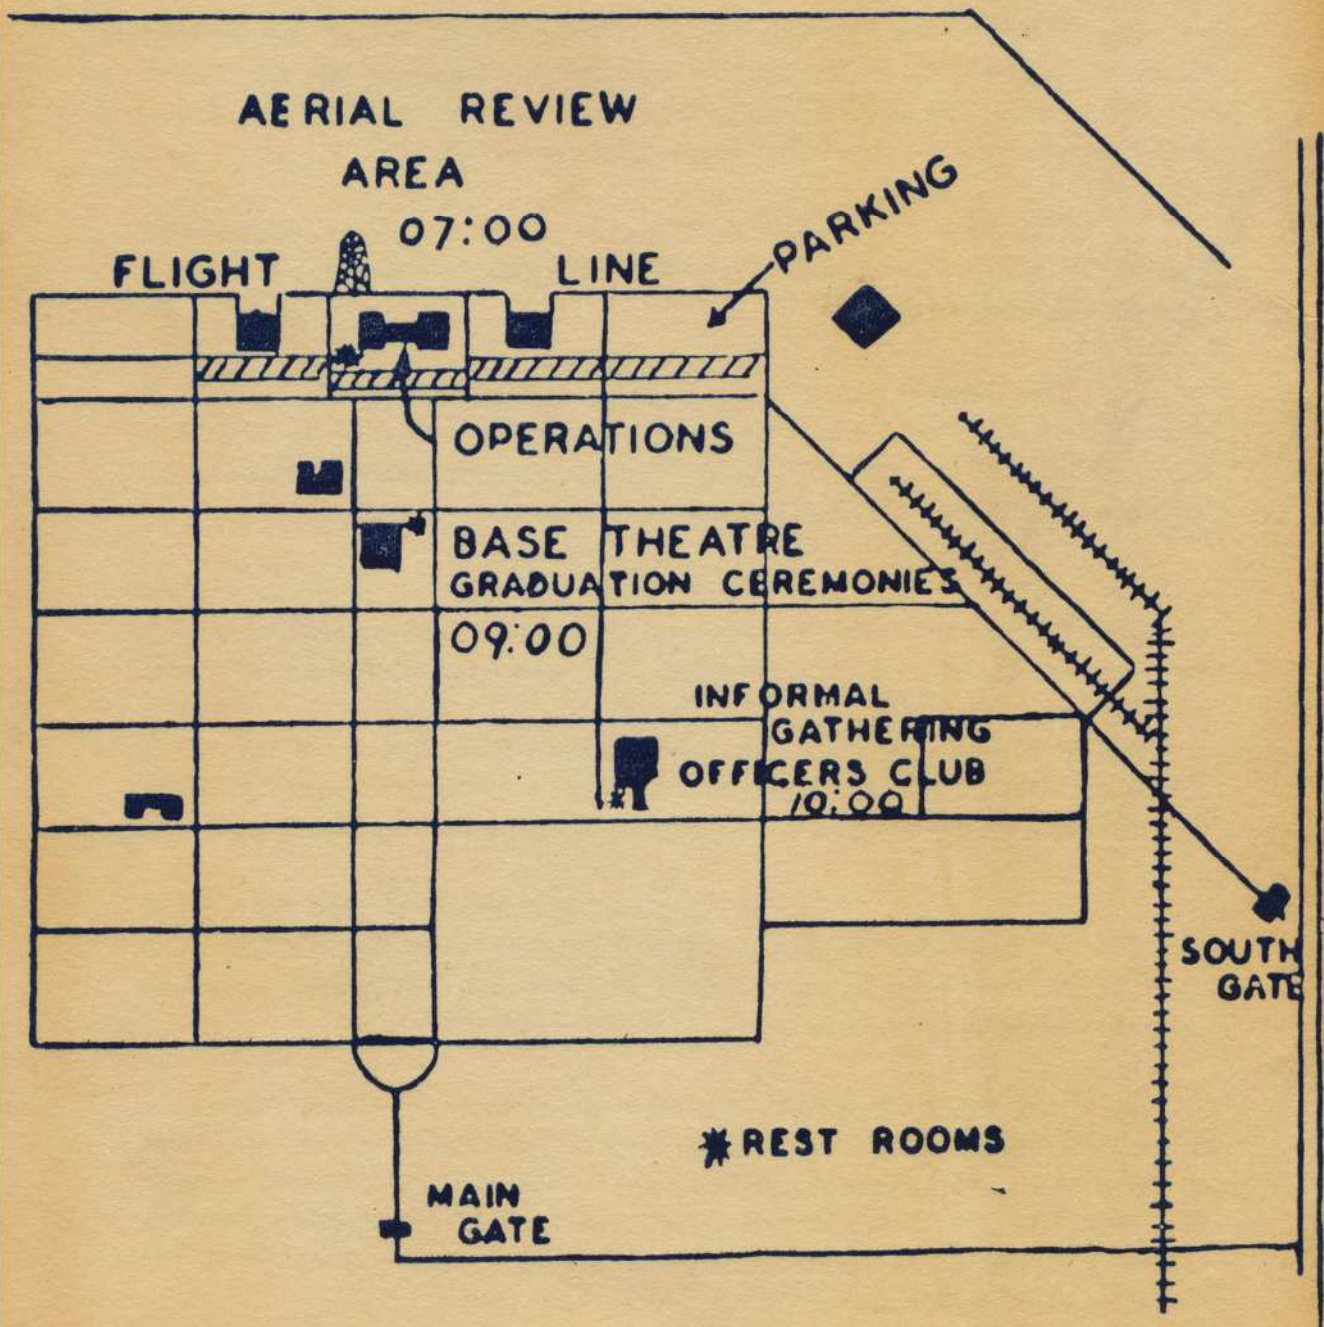 AERIAL REVIEW
AREA
07:00
FLIGHT LINE
PARKING
OPERATIONS
BASE THEATRE
GRADUATION CEREMONIES
09:00
INFORMAL
GATHERING
OFFICERS CLUB
10:00
SOUTH
GATE
REST ROOMS
MAIN
GATE